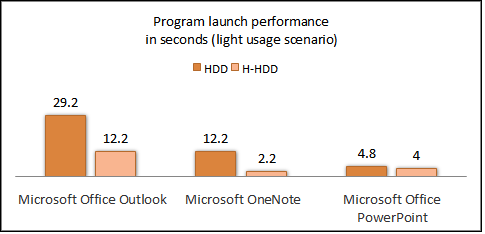 Program launch performance
in seconds (light usage scenario)
HDD H-HDD
29.2
12.2
12.2
2.2
4.8
4
Microsoft Office Outlook
Microsoft OneNote
Microsoft Office
PowerPoint